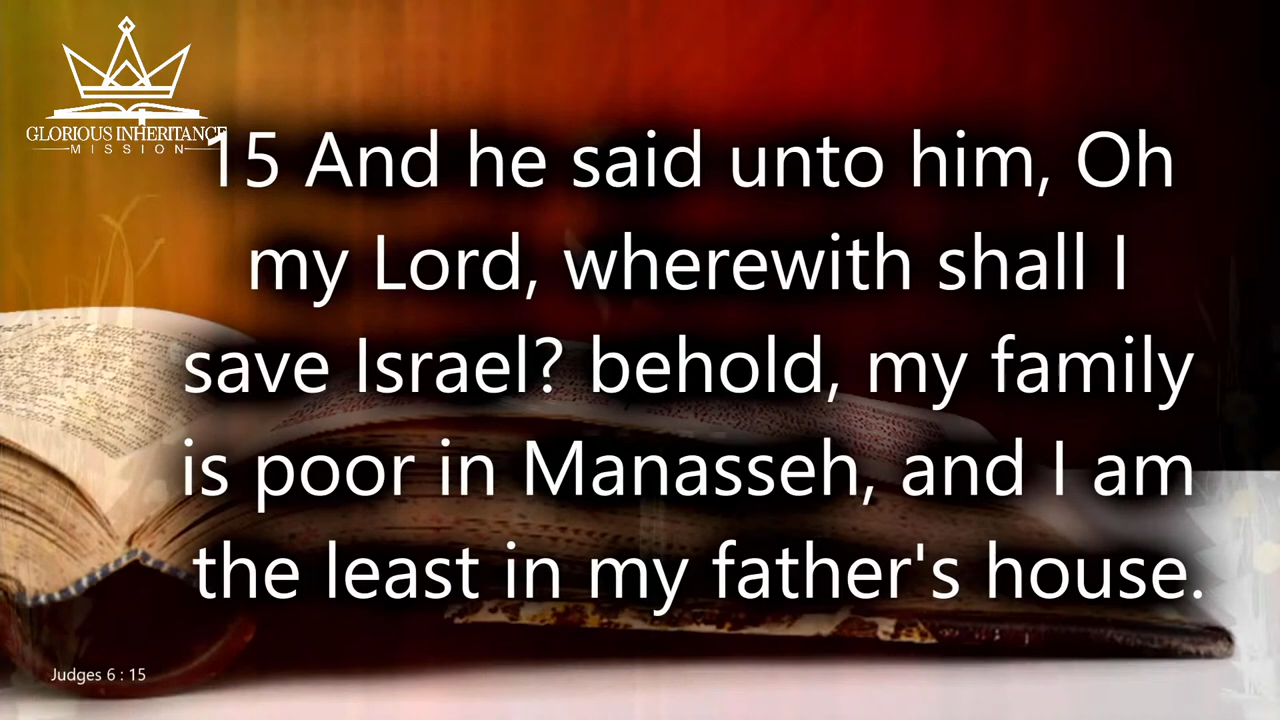 GLORIOUS INHERITANCE
MISSION
15 And he said unto him, Oh
my Lord, wherewith shall I
save Israel? behold, my family
is poor in Manasseh, and I am
the least in my father's house.
Judges 6 : 15